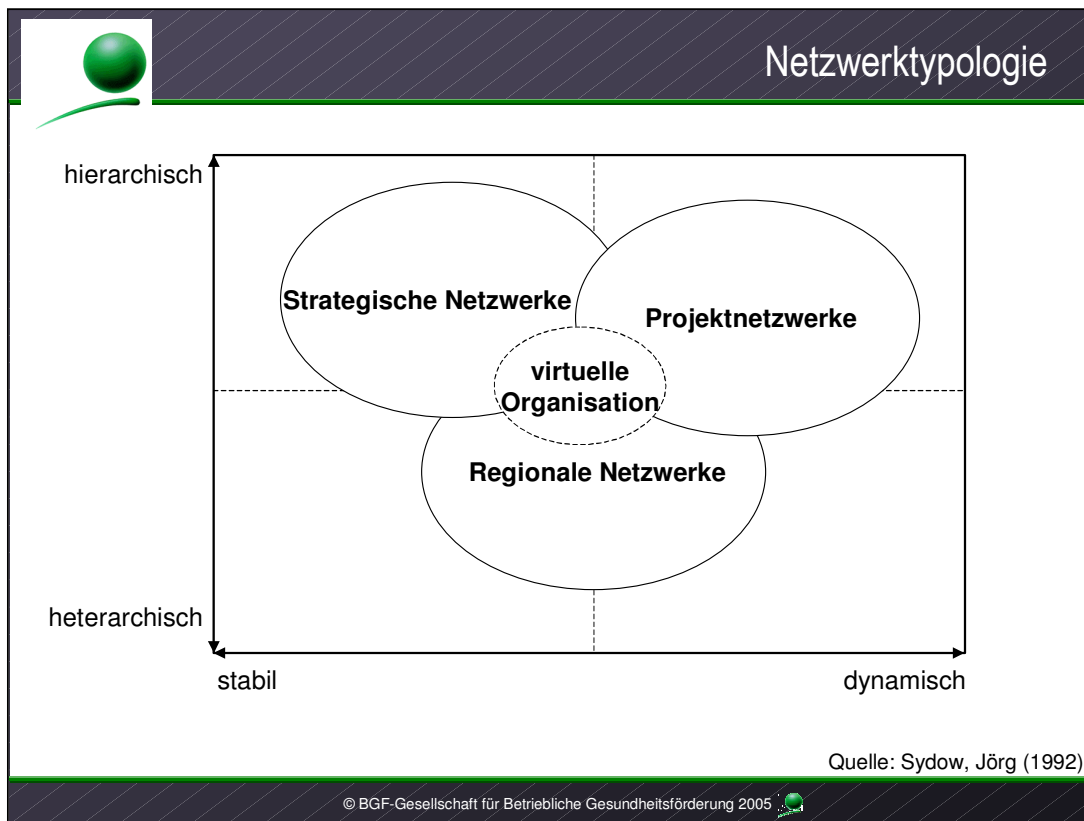 Netzwerktypologie
hierarchisch
Strategische Netzwerke
Projektnetzwerke
virtuelle
Organisation
Regionale Netzwerke
heterarchisch
stabil
dynamisch
Quelle: Sydow, Jörg (1992)
© BGF-Gesellschaft für Betriebliche Gesundheitsförderung 2005